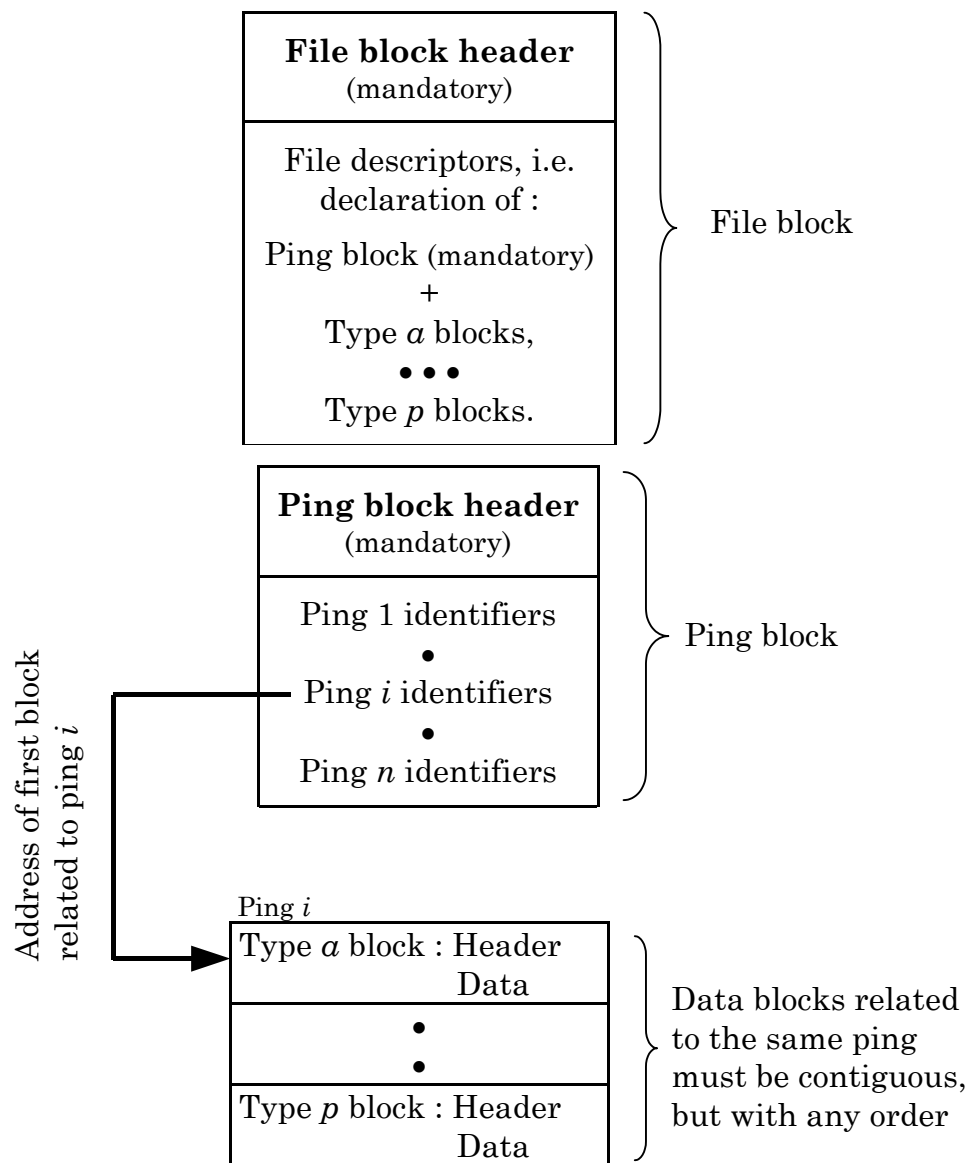 File block header
(mandatory)
File descriptors, i.e.
declaration of :
Ping block (mandatory)
+
Type a blocks,
• • •
Type p blocks.
File block
Ping block header
(mandatory)
Ping 1 identifiers
•
Ping i identifiers
•
Ping n identifiers
Ping block
Address of first block
related to ping i
Ping i
Type a block : Header
Data
•
•
Type p block : Header
Data
Data blocks related
to the same ping
must be contiguous,
but with any order